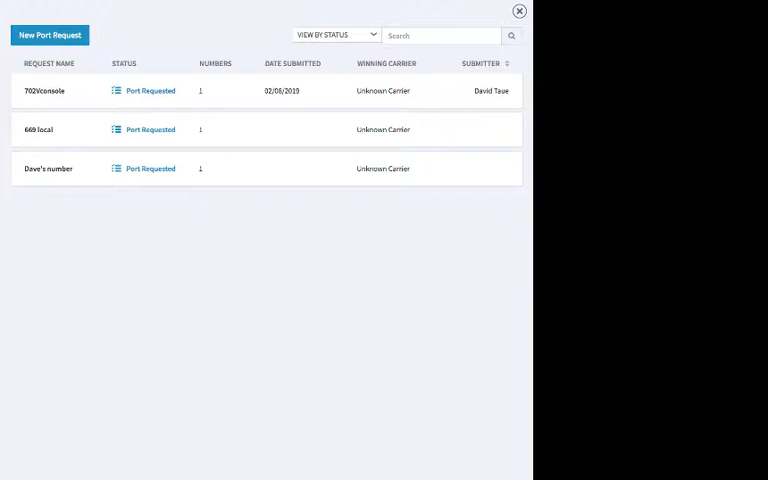 New Port Request
VIEW BY STATUS
Search
REQUEST NAME STATUS NUMBERS DATE SUBMITTED WINNING CARRIER SUBMITTER
702Vconsole Port Requested 1 02/08/2019 Unknown Carrier David Taue
669 local Port Requested 1 Unknown Carrier
Dave's number Port Requested 1 Unknown Carrier